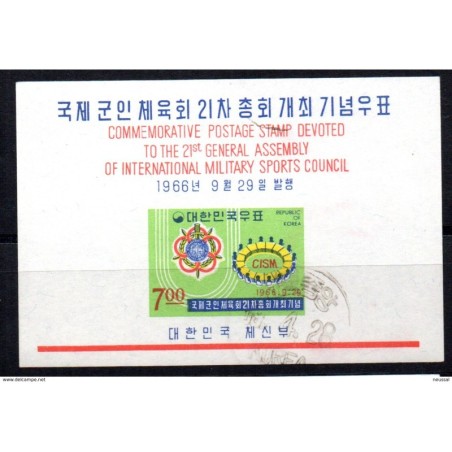 국제 군인 체육회 21차 총회 개최 기념우표
COMMEMORATIVE POSTAGE STAMP DEVOTED
TO THE 21st GENERAL ASSEMBLY
OF INTERNATIONAL MILITARY SPORTS COUNCIL
1966년 9월 29일 발행
대한민국우표
REPUBLIC
OF
KOREA
CISM
7.00
국제군인체육회21차총회개최기념
대한민국 체신부
neussal